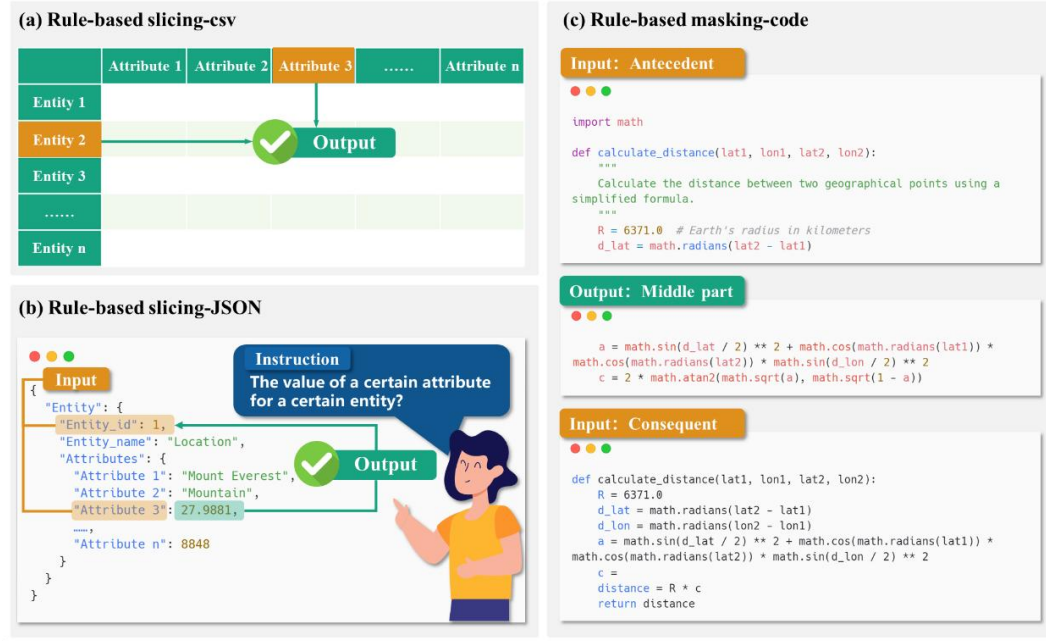 (a) Rule-based slicing-csv
Attribute 1 Attribute 2 Attribute 3 ...... Attribute n
Entity 1
Entity 2
Output
Entity 3
......
Entity n
(b) Rule-based slicing-JSON
Instruction
The value of a certain attribute
for a certain entity?
Input
{
"Entity": {
"Entity_id": 1,
"Entity_name": "Location",
"Attributes": {
"Attribute 1": "Mount Everest",
"Attribute 2": "Mountain",
"Attribute 3": 27.9881,
……,
"Attribute n": 8848
}
}
}
Output
(c) Rule-based masking-code
Input: Antecedent
import math
def calculate_distance(lat1, lon1, lat2, lon2):
"""
Calculate the distance between two geographical points using a
simplified formula.
"""
R = 6371.0 # Earth's radius in kilometers
d_lat = math.radians(lat2 - lat1)
Output: Middle part
a = math.sin(d_lat / 2) ** 2 + math.cos(math.radians(lat1)) *
math.cos(math.radians(lat2)) * math.sin(d_lon / 2) ** 2
c = 2 * math.atan2(math.sqrt(a), math.sqrt(1 - a))
Input: Consequent
def calculate_distance(lat1, lon1, lat2, lon2):
R = 6371.0
d_lat = math.radians(lat2 - lat1)
d_lon = math.radians(lon2 - lon1)
a = math.sin(d_lat / 2) ** 2 + math.cos(math.radians(lat1)) *
math.cos(math.radians(lat2)) * math.sin(d_lon / 2) ** 2
c =
distance = R * c
return distance